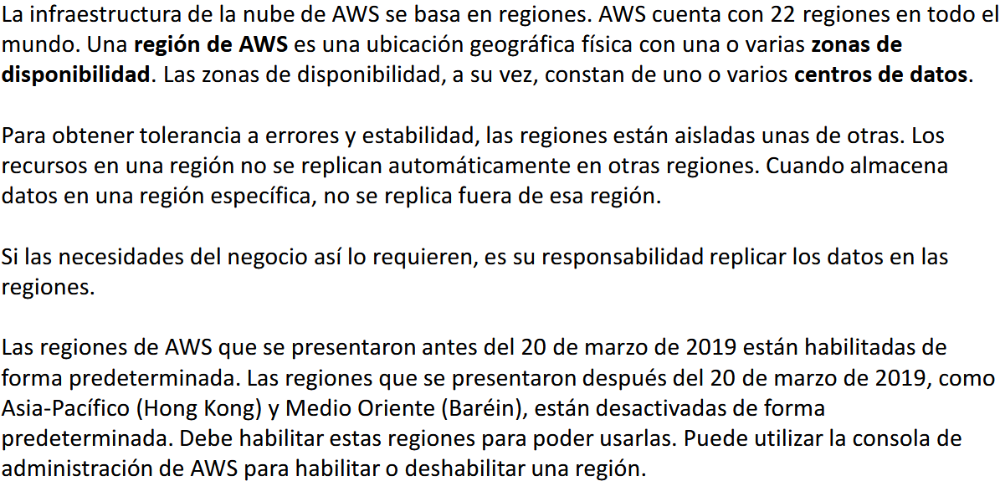 La infraestructura de la nube de AWS se basa en regiones. AWS cuenta con 22 regiones en todo el
mundo. Una región de AWS es una ubicación geográfica física con una o varias zonas de
disponibilidad. Las zonas de disponibilidad, a su vez, constan de uno o varios centros de datos.
Para obtener tolerancia a errores y estabilidad, las regiones están aisladas unas de otras. Los
recursos en una región no se replican automáticamente en otras regiones. Cuando almacena
datos en una región específica, no se replica fuera de esa región.
Si las necesidades del negocio así lo requieren, es su responsabilidad replicar los datos en las
regiones.
Las regiones de AWS que se presentaron antes del 20 de marzo de 2019 están habilitadas de
forma predeterminada. Las regiones que se presentaron después del 20 de marzo de 2019, como
Asia-Pacífico (Hong Kong) y Medio Oriente (Baréin), están desactivadas de forma
predeterminada. Debe habilitar estas regiones para poder usarlas. Puede utilizar la consola de
administración de AWS para habilitar o deshabilitar una región.